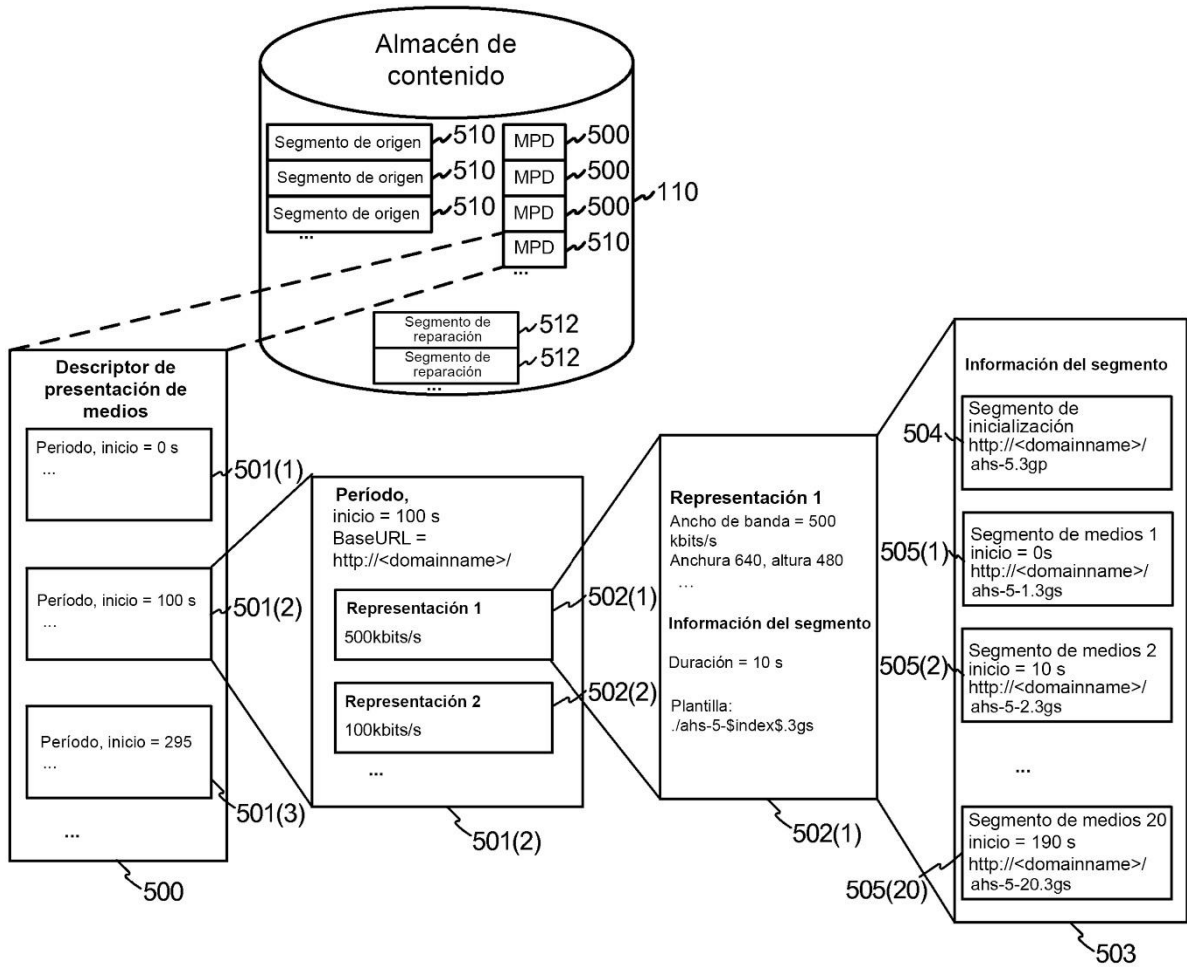 Almacén de
contenido
Segmento de origen
510
Segmento de origen
510
Segmento de origen
510
...
MPD
500
MPD
500
MPD
500
MPD
510
...
110
Segmento de
reparación
512
Segmento de
reparación
512
...
Descriptor de
presentación de
medios
Periodo, inicio = 0 s
...
501(1)
Período, inicio = 100 s
...
501(2)
Período, inicio = 295
...
501(3)
...
500
Período,
inicio = 100 s
BaseURL =
http://<domainname>/
Representación 1
500kbits/s
502(1)
Representación 2
100kbits/s
502(2)
...
501(2)
Representación 1
Ancho de banda = 500
kbits/s
Anchura 640, altura 480
...
Información del segmento
Duración = 10 s
Plantilla:
./ahs-5-$index$.3gs
502(1)
Información del segmento
504
Segmento de
inicialización
http://<domainname>/
ahs-5.3gp
505(1)
Segmento de medios 1
inicio = 0s
http://<domainname>/
ahs-5-1.3gs
505(2)
Segmento de medios 2
inicio = 10 s
http://<domainname>/
ahs-5-2.3gs
...
505(20)
Segmento de medios 20
inicio = 190 s
http://<domainname>/
ahs-5-20.3gs
503